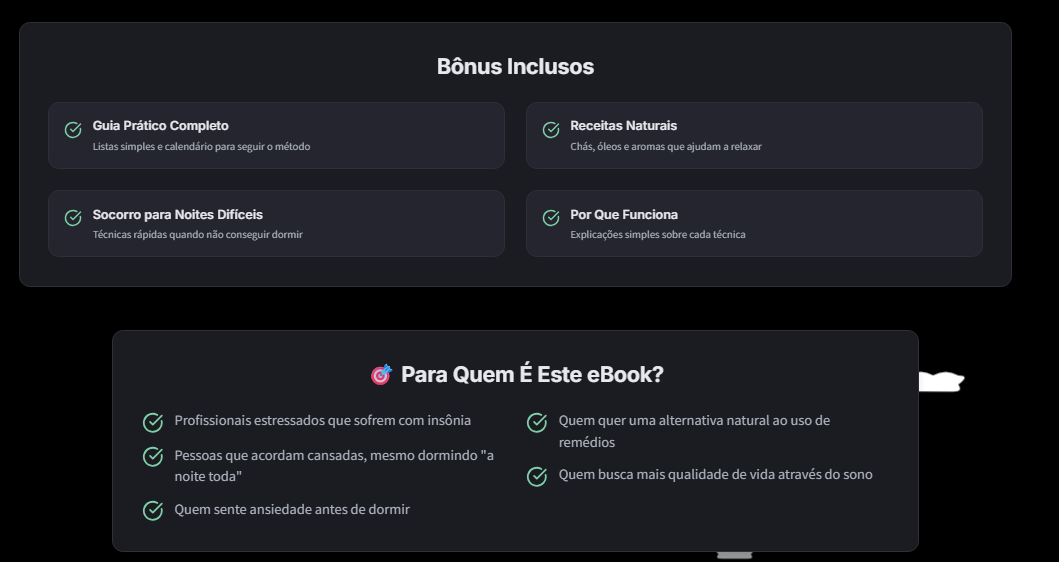 Bônus Inclusos
Guia Prático Completo
Listas simples e calendário para seguir o método
Receitas Naturais
Chás, óleos e aromas que ajudam a relaxar
Socorro para Noites Difíceis
Técnicas rápidas quando não conseguir dormir
Por Que Funciona
Explicações simples sobre cada técnica
Para Quem É Este eBook?
Profissionais estressados que sofrem com insônia
Pessoas que acordam cansadas, mesmo dormindo "a
noite toda"
Quem sente ansiedade antes de dormir
Quem quer uma alternativa natural ao uso de
remédios
Quem busca mais qualidade de vida através do sono